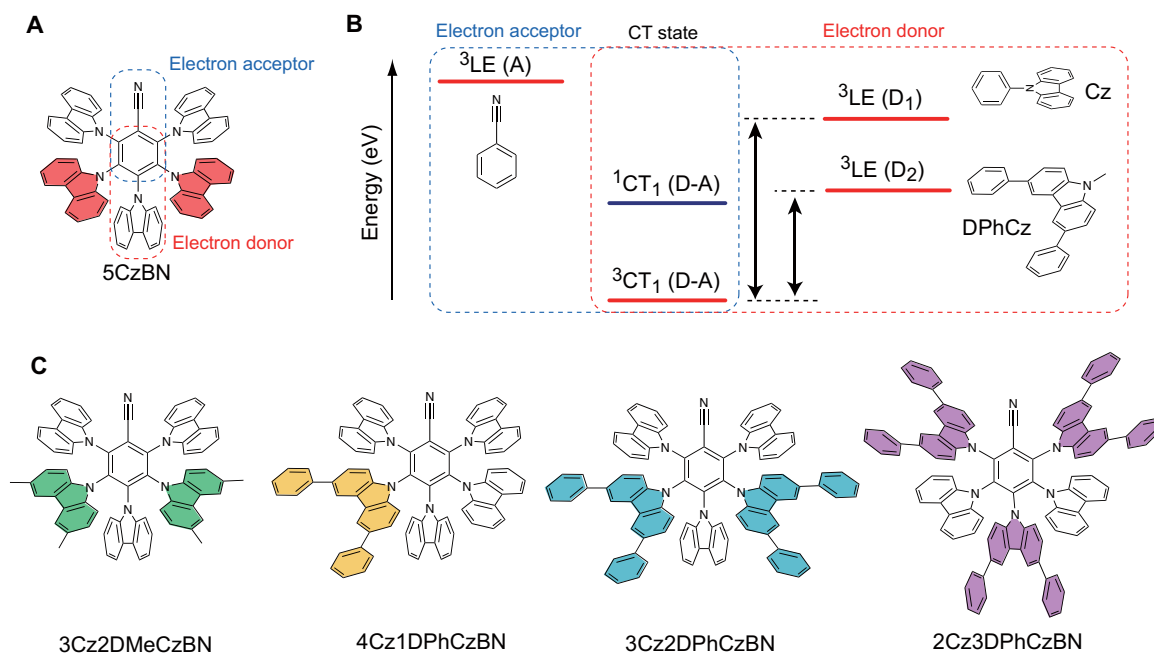 A
Electron acceptor
N
N
N
N
N
N
Electron donor
5CzBN
B
Electron acceptor
CT state
Electron donor
Energy (eV)
³LE (A)
N
¹CT₁ (D-A)
³CT₁ (D-A)
³LE (D₁)
N
Cz
³LE (D₂)
N
DPhCz
C
N
N
N
N
N
N
3Cz2DMeCzBN
N
N
N
N
N
N
4Cz1DPhCzBN
N
N
N
N
N
N
3Cz2DPhCzBN
N
N
N
N
N
N
2Cz3DPhCzBN